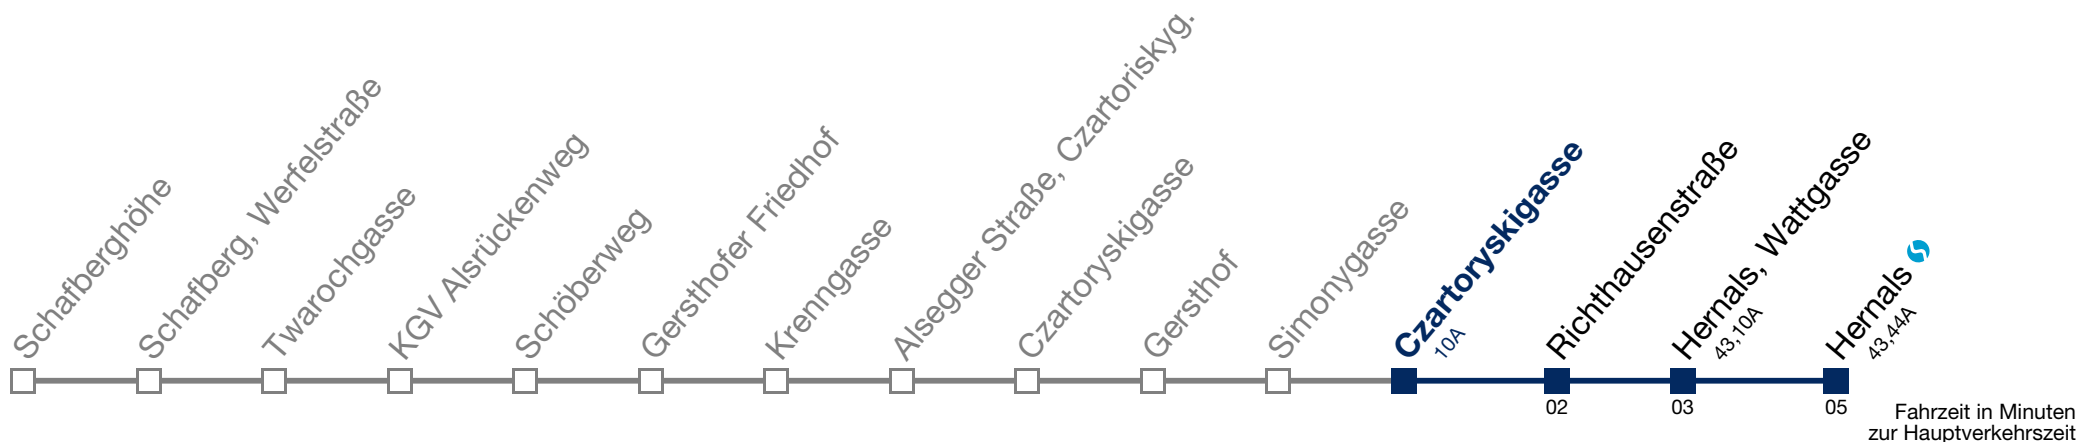 Schafberghöhe
Schafberg, Werfelstraße
Twarochgasse
KGV Alsrückenweg
Schöberweg
Gersthofer Friedhof
Krenngasse
Alsegger Straße, Czartoriskyg.
Czartoryskigasse
Gersthof
Simonygasse
Czartoryskigasse
10A
Richthausenstraße
02
Hernals, Wattgasse
43,10A
03
Hernals
43,44A
05
Fahrzeit in Minuten
zur Hauptverkehrszeit